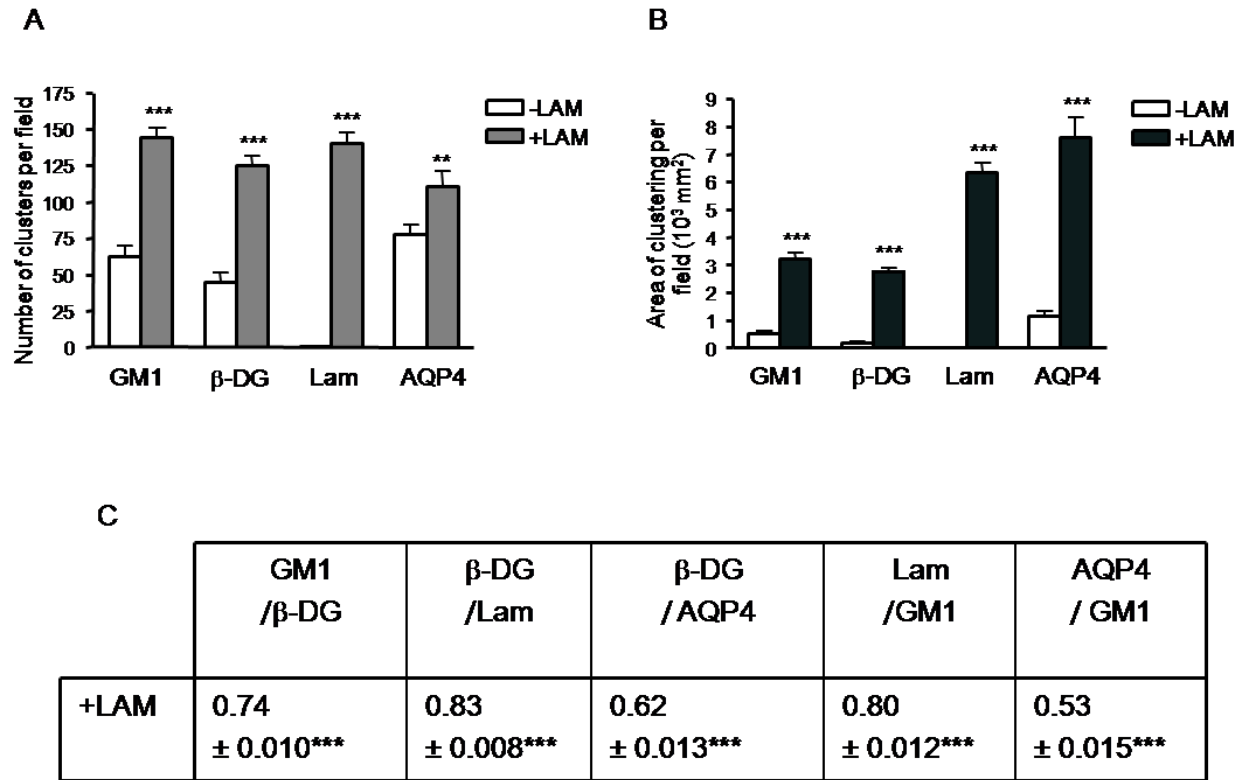 A
Number of clusters per field
175
150
125
100
75
50
25
0
***
***
***
**
-LAM
+LAM
GM1
β-DG
Lam
AQP4
B
Area of clustering per
field (10³ mm²)
9
8
7
6
5
4
3
2
1
0
***
***
***
***
-LAM
+LAM
GM1
β-DG
Lam
AQP4
C
GM1
/β-DG
β-DG
/Lam
β-DG
/ AQP4
Lam
/GM1
AQP4
/ GM1
+LAM
0.74
± 0.010***
0.83
± 0.008***
0.62
± 0.013***
0.80
± 0.012***
0.53
± 0.015***